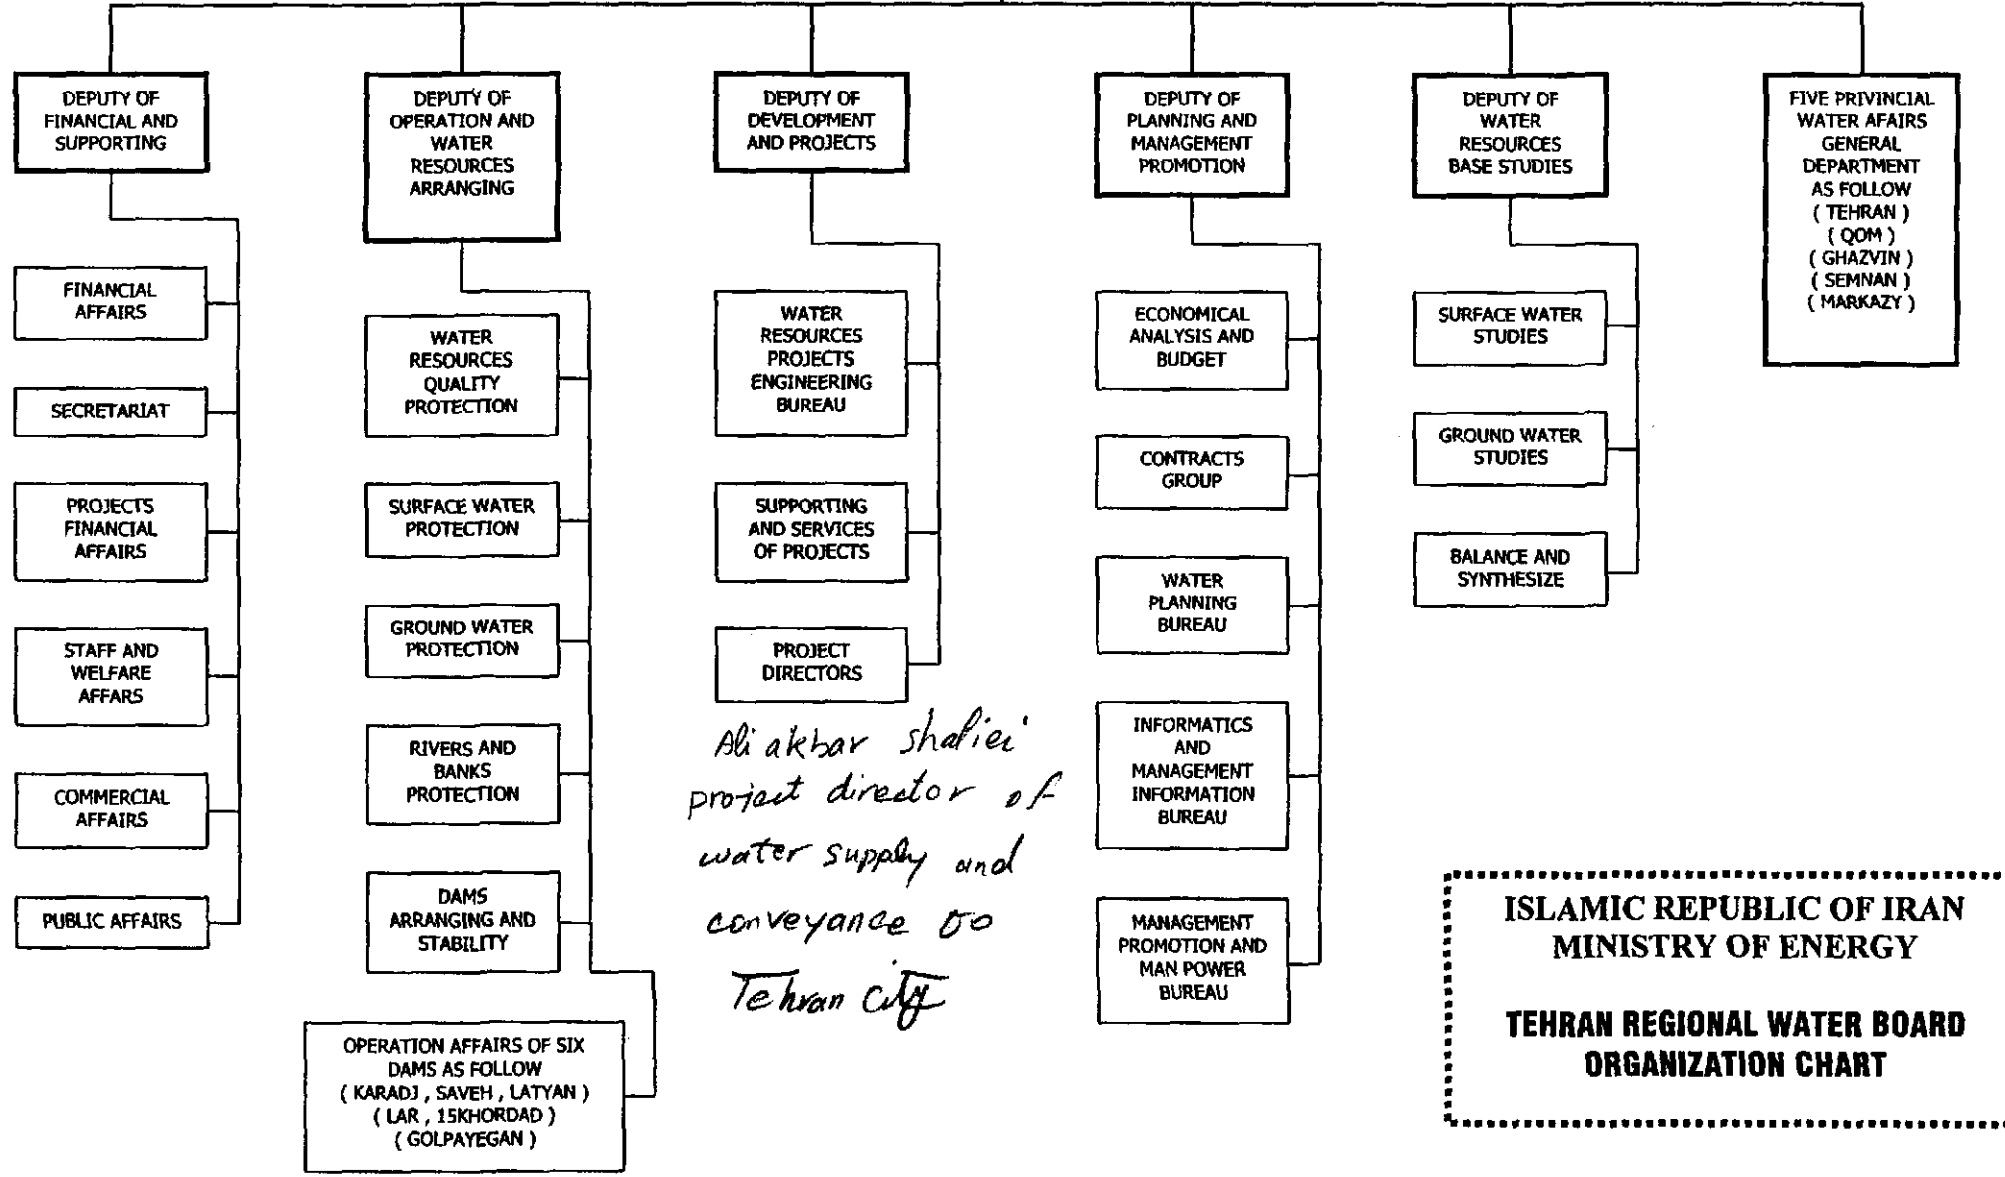 DEPUTY OF
FINANCIAL AND
SUPPORTING
FINANCIAL
AFFAIRS
SECRETARIAT
PROJECTS
FINANCIAL
AFFAIRS
STAFF AND
WELFARE
AFFARS
COMMERCIAL
AFFAIRS
PUBLIC AFFAIRS
DEPUTY OF
OPERATION AND
WATER
RESOURCES
ARRANGING
WATER
RESOURCES
QUALITY
PROTECTION
SURFACE WATER
PROTECTION
GROUND WATER
PROTECTION
RIVERS AND
BANKS
PROTECTION
DAMS
ARRANGING AND
STABILITY
OPERATION AFFAIRS OF SIX
DAMS AS FOLLOW
( KARADJ , SAVEH , LATYAN )
( LAR , 15KHORDAD )
( GOLPAYEGAN )
DEPUTY OF
DEVELOPMENT
AND PROJECTS
WATER
RESOURCES
PROJECTS
ENGINEERING
BUREAU
SUPPORTING
AND SERVICES
OF PROJECTS
PROJECT
DIRECTORS
Ali akbar shafiei
project director of
water supply and
conveyance to
Tehran city
DEPUTY OF
PLANNING AND
MANAGEMENT
PROMOTION
ECONOMICAL
ANALYSIS AND
BUDGET
CONTRACTS
GROUP
WATER
PLANNING
BUREAU
INFORMATICS
AND
MANAGEMENT
INFORMATION
BUREAU
MANAGEMENT
PROMOTION AND
MAN POWER
BUREAU
DEPUTY OF
WATER
RESOURCES
BASE STUDIES
SURFACE WATER
STUDIES
GROUND WATER
STUDIES
BALANCE AND
SYNTHESIZE
FIVE PRIVINCIAL
WATER AFAIRS
GENERAL
DEPARTMENT
AS FOLLOW
( TEHRAN )
( QOM )
( GHAZVIN )
( SEMNAN )
( MARKAZY )
ISLAMIC REPUBLIC OF IRAN
MINISTRY OF ENERGY
TEHRAN REGIONAL WATER BOARD
ORGANIZATION CHART